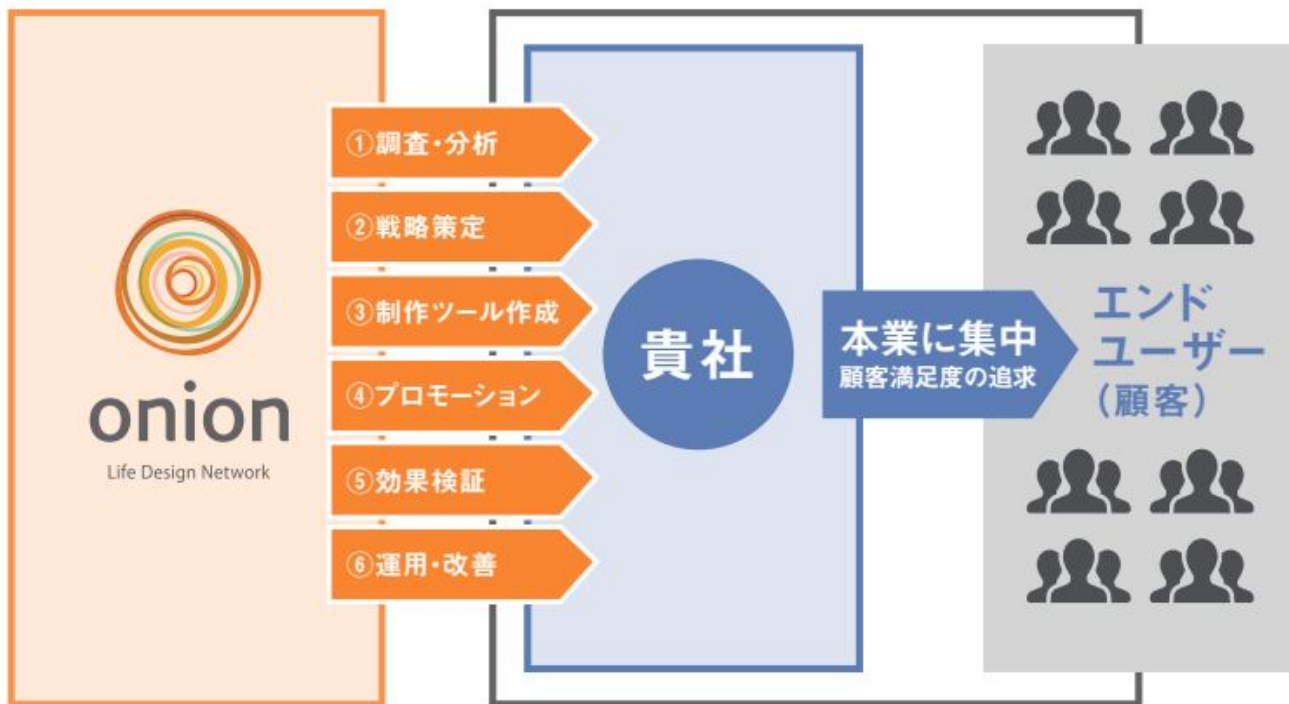 onion
Life Design Network
①調査・分析
②戦略策定
③制作ツール作成
④プロモーション
⑤効果検証
⑥運用・改善
貴社
本業に集中
顧客満足度の追求
エンド
ユーザー
（顧客）